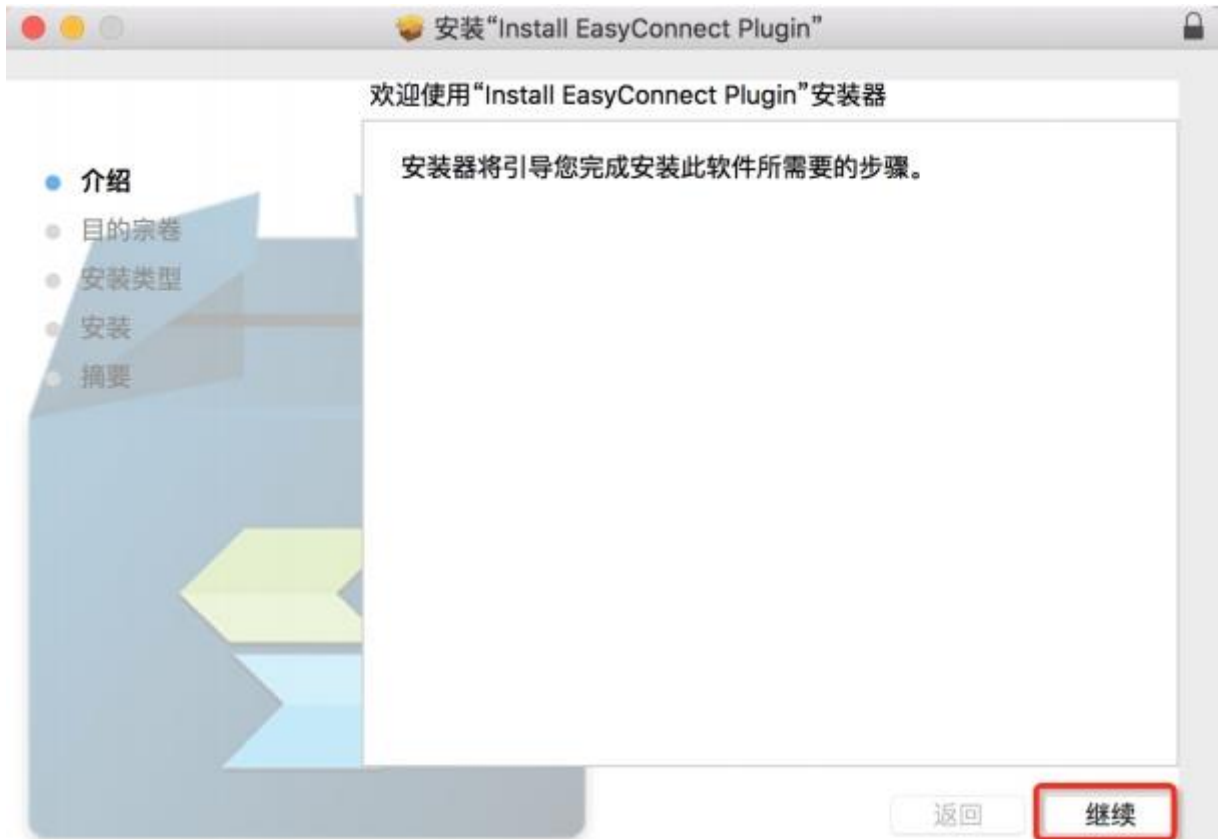 安装“Install EasyConnect Plugin”
欢迎使用“Install EasyConnect Plugin”安装器
介绍
目的宗卷
安装类型
安装
摘要
安装器将引导您完成安装此软件所需要的步骤。
返回
继续